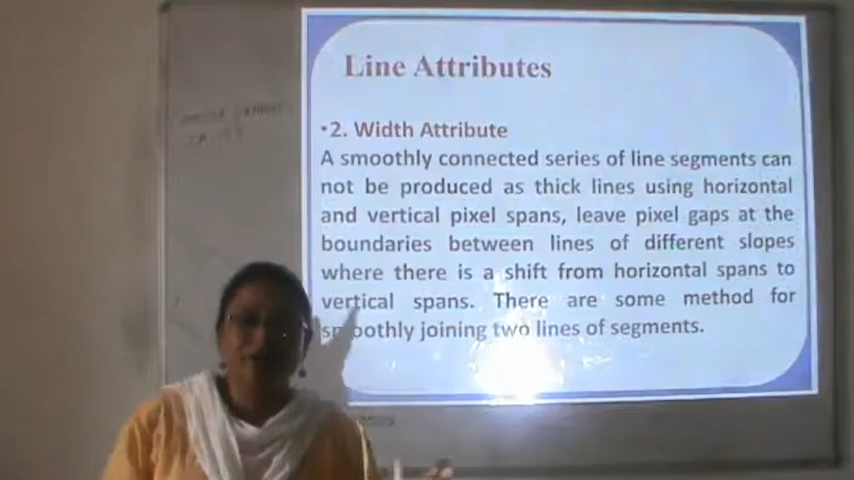 Line Attributes
•2. Width Attribute
A smoothly connected series of line segments can
not be produced as thick lines using horizontal
and vertical pixel spans, leave pixel gaps at the
boundaries between lines of different slopes
where there is a shift from horizontal spans to
vertical spans. There are some method for
smoothly joining two lines of segments.